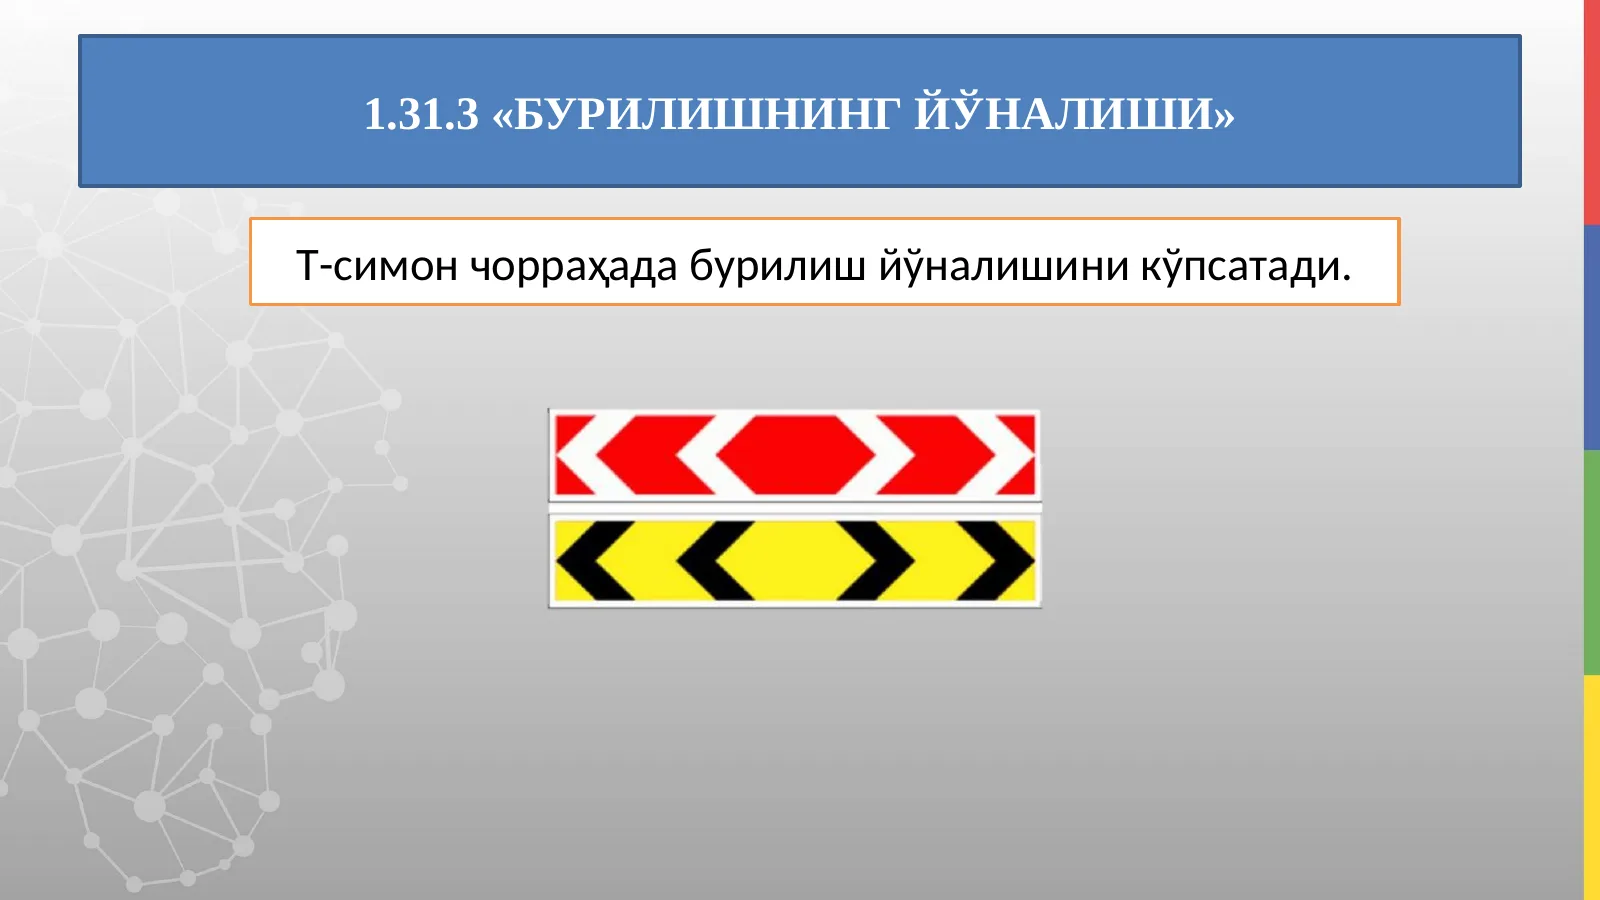 1.31.3 «БУРИЛИШНИНГ ЙЎНАЛИШИ»
Т-симон чорраҳада бурилиш йўналишини кўпсатади.